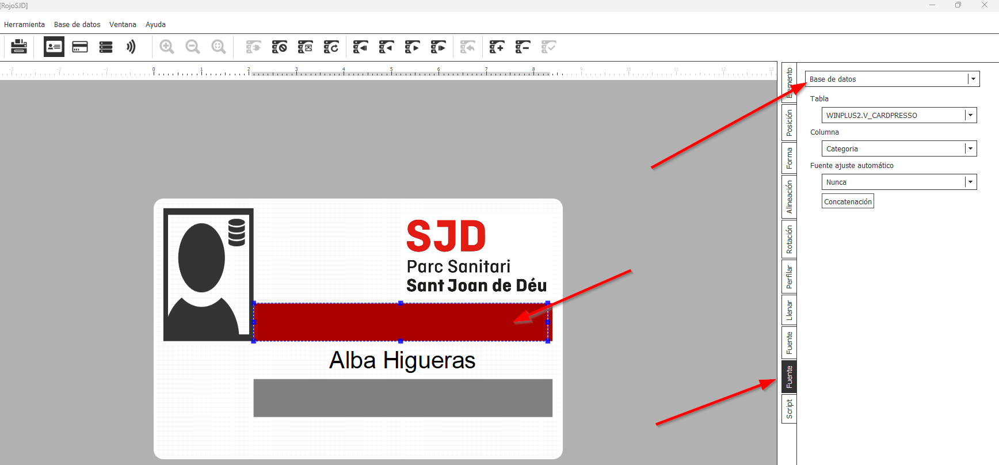 [RojoSJD]
Herramienta Base de datos Ventana Ayuda
-3 -2 -1 0 1 2 3 4 5 6 7 8 9 10 11 12 13
Elemento
Posición
Forma
Alineación
Rotación
Perfilar
Llenar
Fuente
Fuente
Script
Base de datos
Tabla
WINPLUS2.V_CARDPRESSO
Columna
Categoria
Fuente ajuste automático
Nunca
Concatenación
SJD
Parc Sanitari
Sant Joan de Déu
Alba Higueras